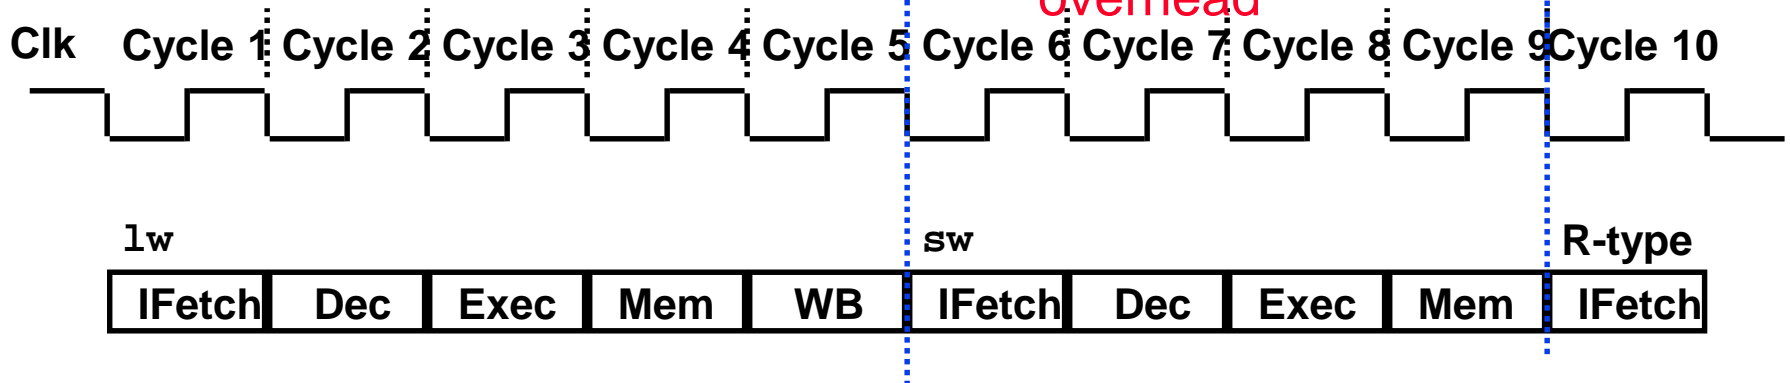 overhead
Clk Cycle 1 Cycle 2 Cycle 3 Cycle 4 Cycle 5 Cycle 6 Cycle 7 Cycle 8 Cycle 9 Cycle 10
lw sw R-type
IFetch Dec Exec Mem WB IFetch Dec Exec Mem IFetch